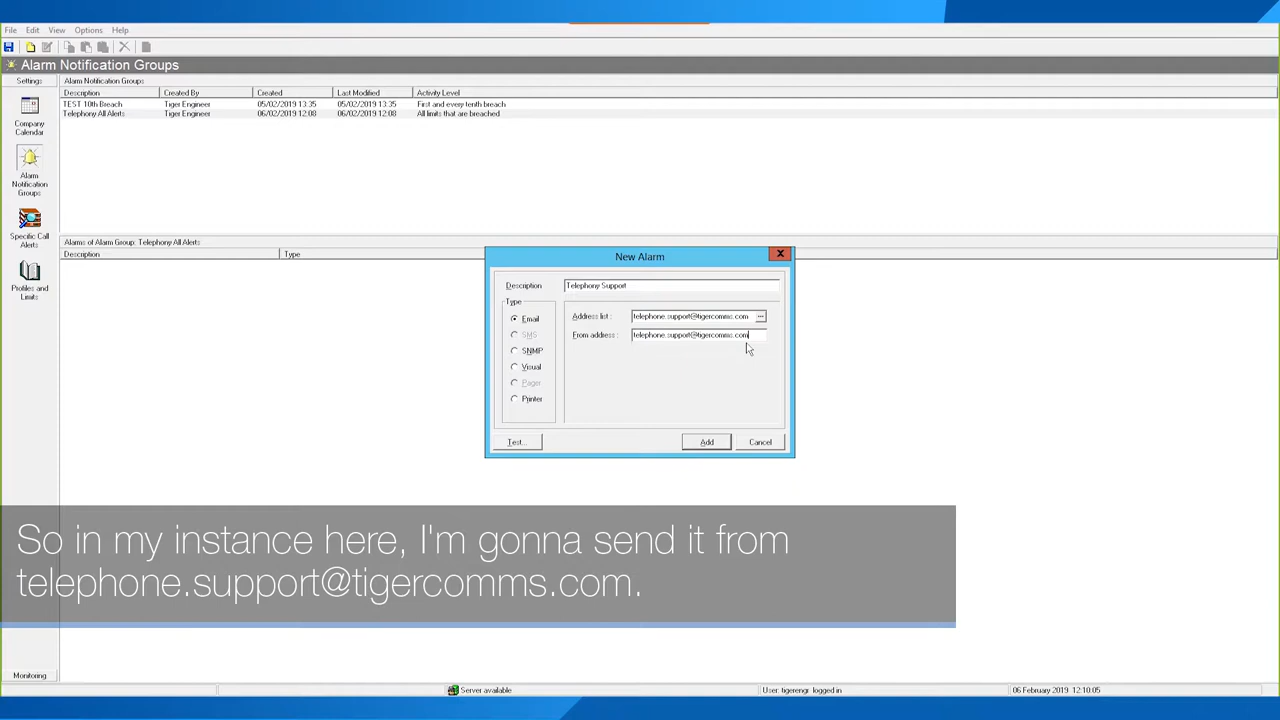 File Edit View Options Help
Alarm Notification Groups
Settings
Company
Calendar
Alarm
Notification
Groups
Specific Call
Alerts
Profiles and
Limits
Monitoring
Alarm Notification Groups:
Description Created By Created Last Modified Activity Level
TEST 10th Breach Tiger Engineer 05/02/2019 13:35 05/02/2019 13:35 First and every tenth breach
Telephony All Alerts Tiger Engineer 06/02/2019 12:08 06/02/2019 12:08 All limits that are breached
Alarms of Alarm Group: Telephony All Alerts
Description Type
New Alarm
X
Description Telephony Support
Type
Email
SMS
SNMP
Visual
Pager
Printer
Address list : telephone.support@tigercomms.com ...
From address : telephone.support@tigercomms.com
Test... Add Cancel
So in my instance here, I'm gonna send it from
telephone.support@tigercomms.com.
Server available User: tigerengr logged in 06 February 2019 12:10:05